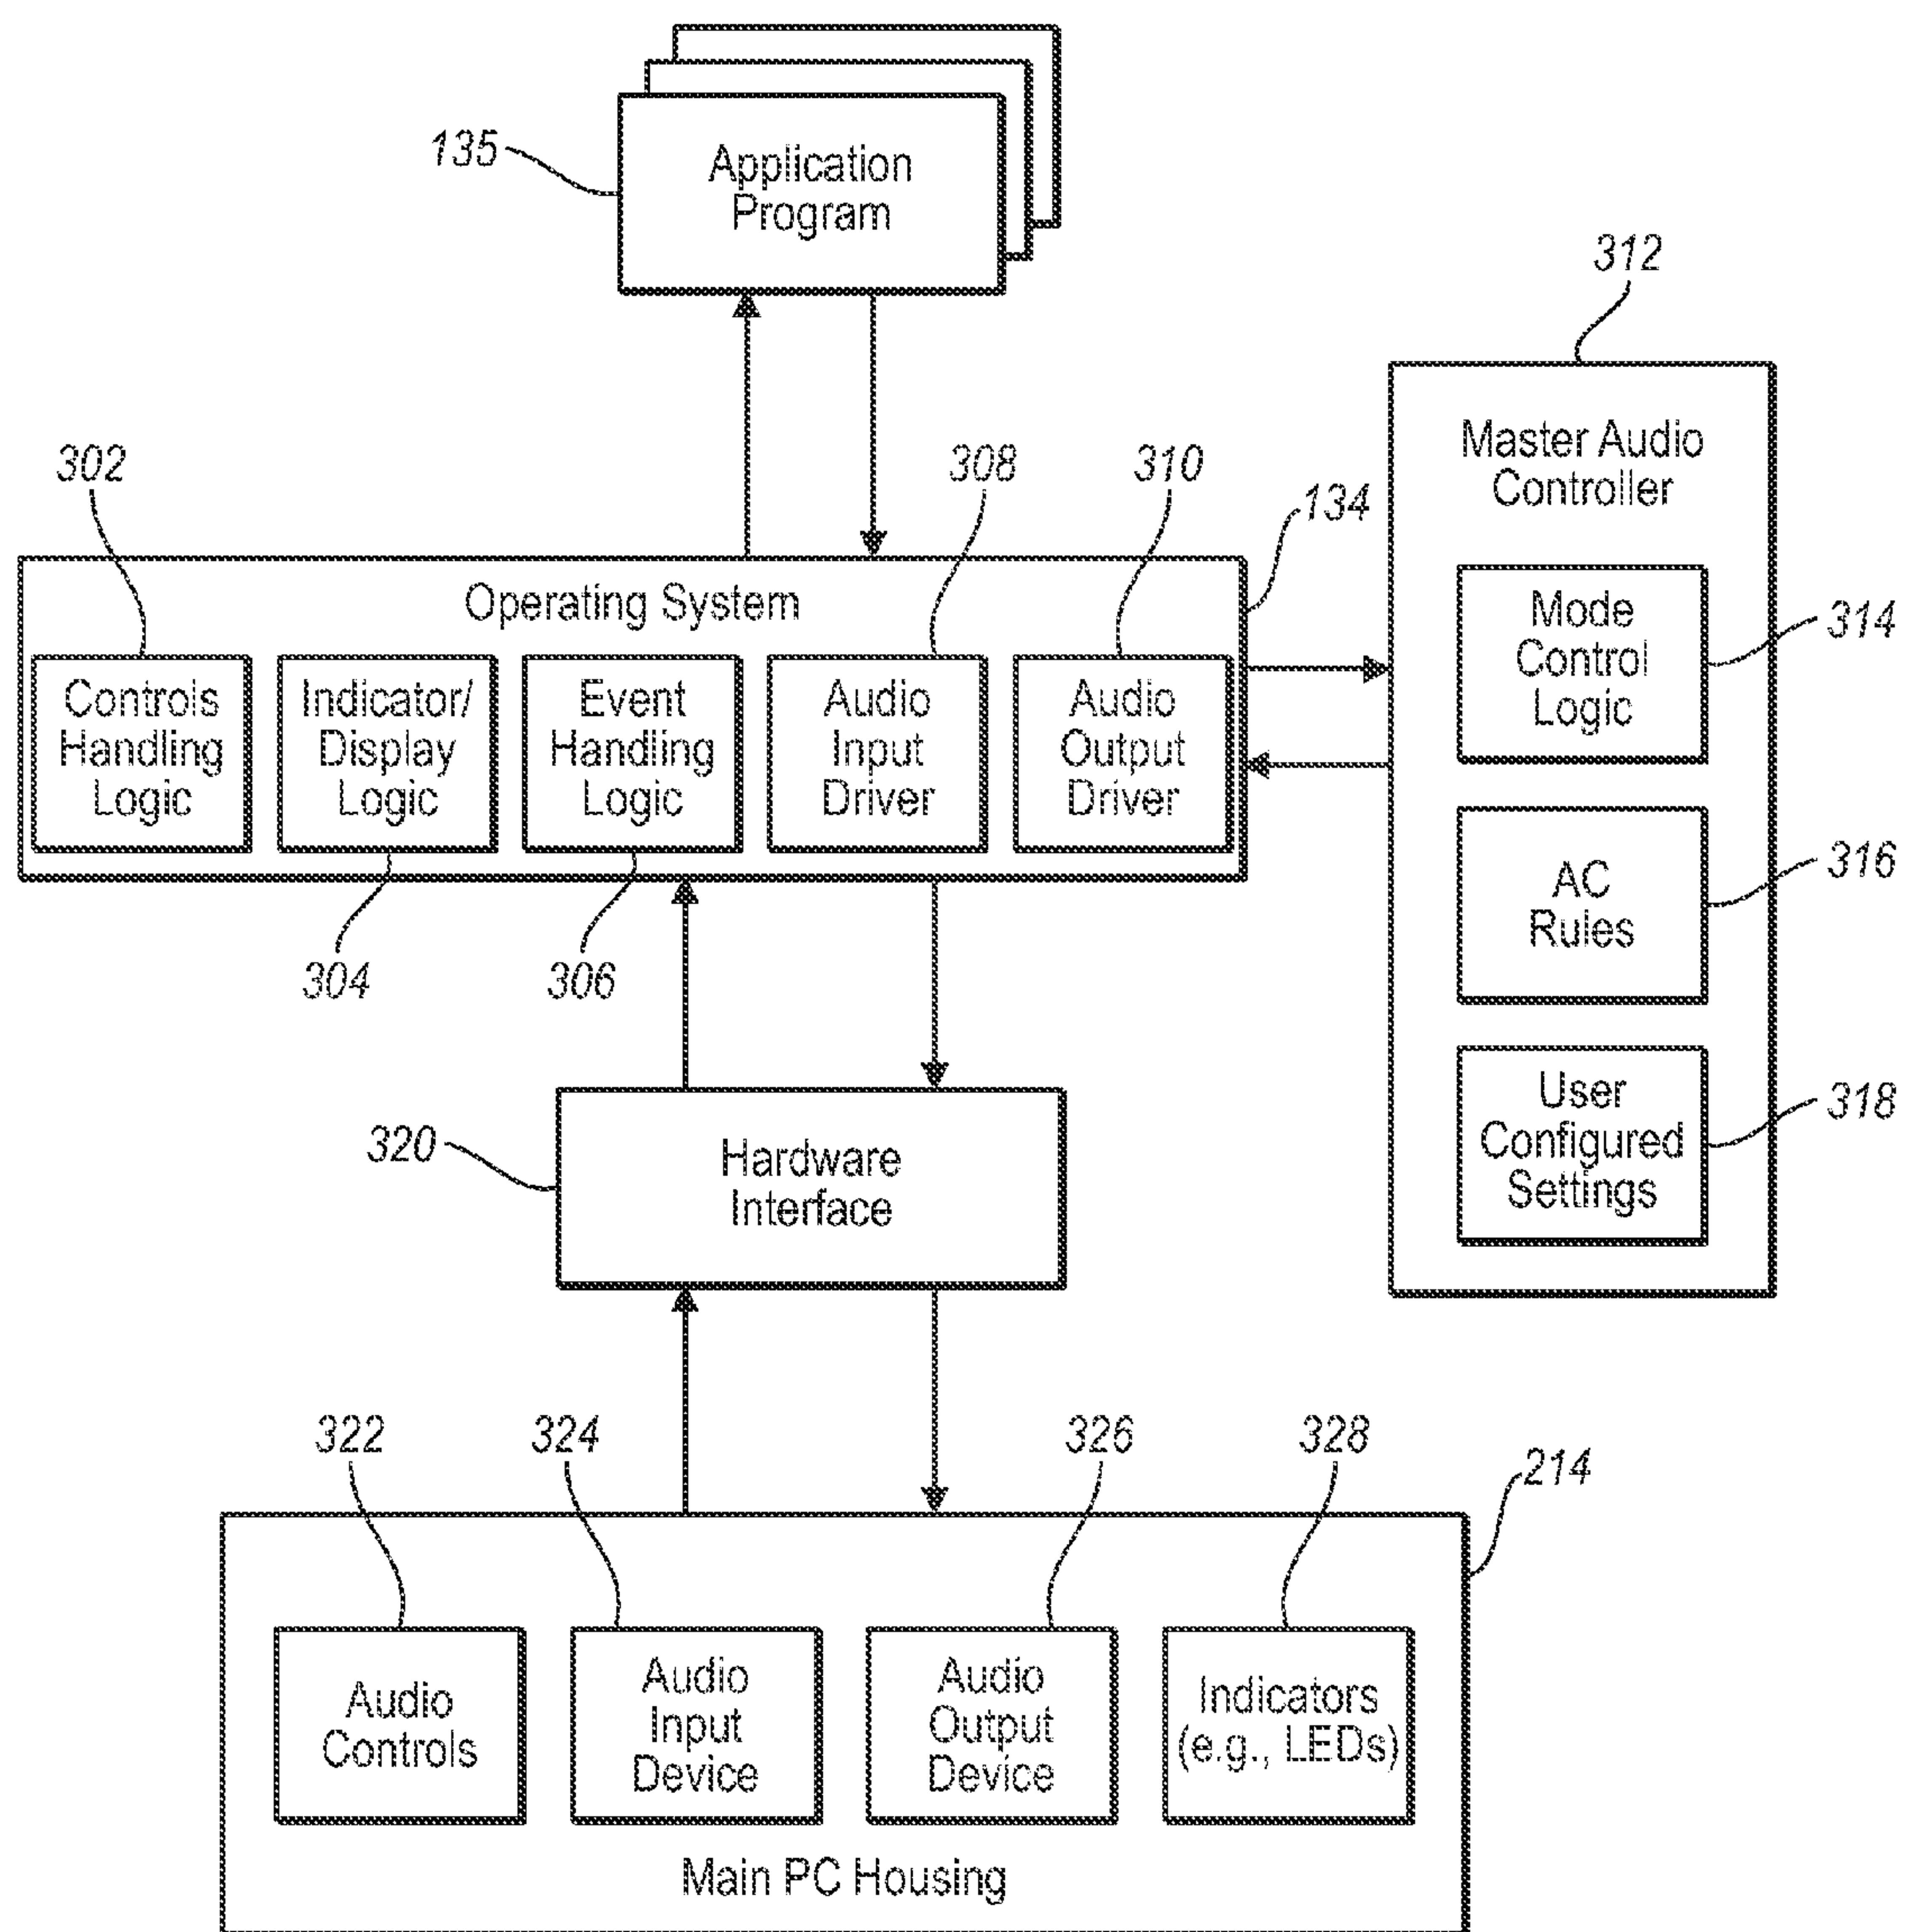 135
Application
Program
312
Master Audio
Controller
302
308
310
134
Operating System
Mode
Control
Logic
314
Controls
Handling
Logic
Indicator/
Display
Logic
Event
Handling
Logic
Audio
Input
Driver
Audio
Output
Driver
AC
Rules
316
304
306
User
Configured
Settings
318
320
Hardware
Interface
322
324
326
328
214
Audio
Controls
Audio
Input
Device
Audio
Output
Device
Indicators
(e.g., LEDs)
Main PC Housing